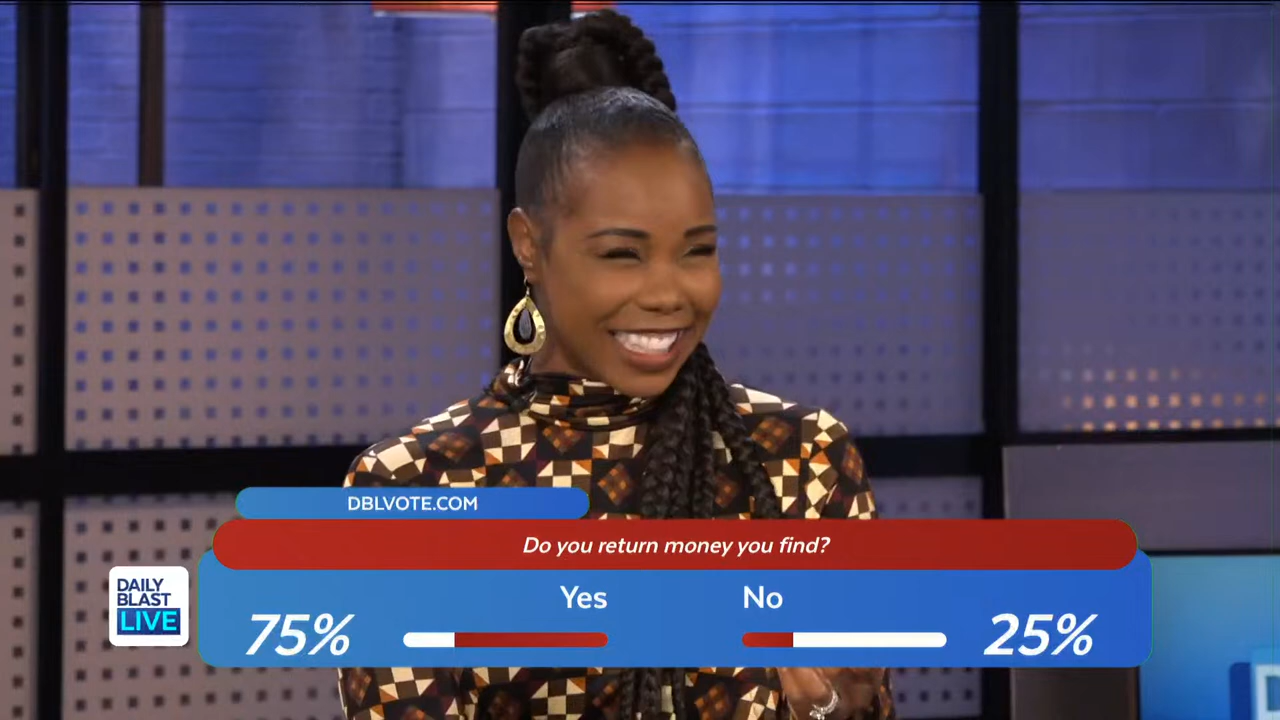 DBLVOTE.COM
Do you return money you find?
Yes
No
75%
25%
DAILY
BLAST
LIVE